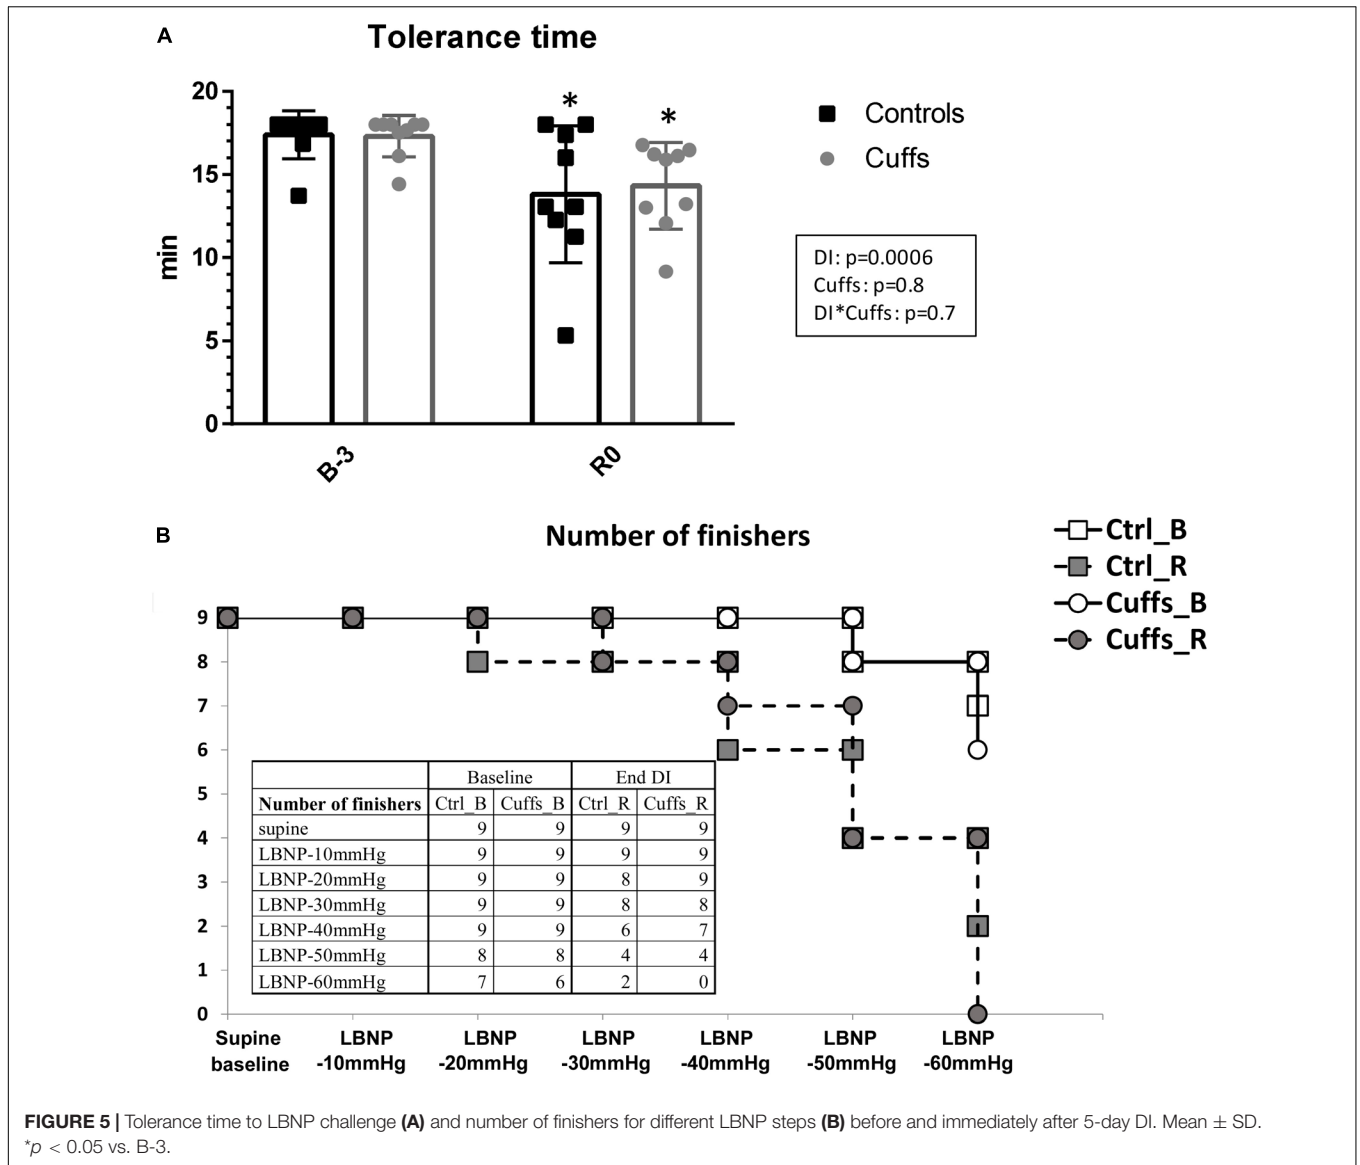 A
Tolerance time
20
15
10
5
0
min
B-3
R0
* *
Controls
Cuffs
DI: p=0.0006
Cuffs: p=0.8
DI*Cuffs: p=0.7
B
Number of finishers
Ctrl_B
Ctrl_R
Cuffs_B
Cuffs_R
9
8
7
6
5
4
3
2
1
0
Baseline End DI
Number of finishers Ctrl_B Cuffs_B Ctrl_R Cuffs_R
supine 9 9 9 9
LBNP-10mmHg 9 9 9 9
LBNP-20mmHg 9 9 8 9
LBNP-30mmHg 9 9 8 8
LBNP-40mmHg 9 9 6 7
LBNP-50mmHg 8 8 4 4
LBNP-60mmHg 7 6 2 0
Supine LBNP LBNP LBNP LBNP LBNP LBNP
baseline -10mmHg -20mmHg -30mmHg -40mmHg -50mmHg -60mmHg
FIGURE 5 | Tolerance time to LBNP challenge (A) and number of finishers for different LBNP steps (B) before and immediately after 5-day DI. Mean ± SD.
*p < 0.05 vs. B-3.